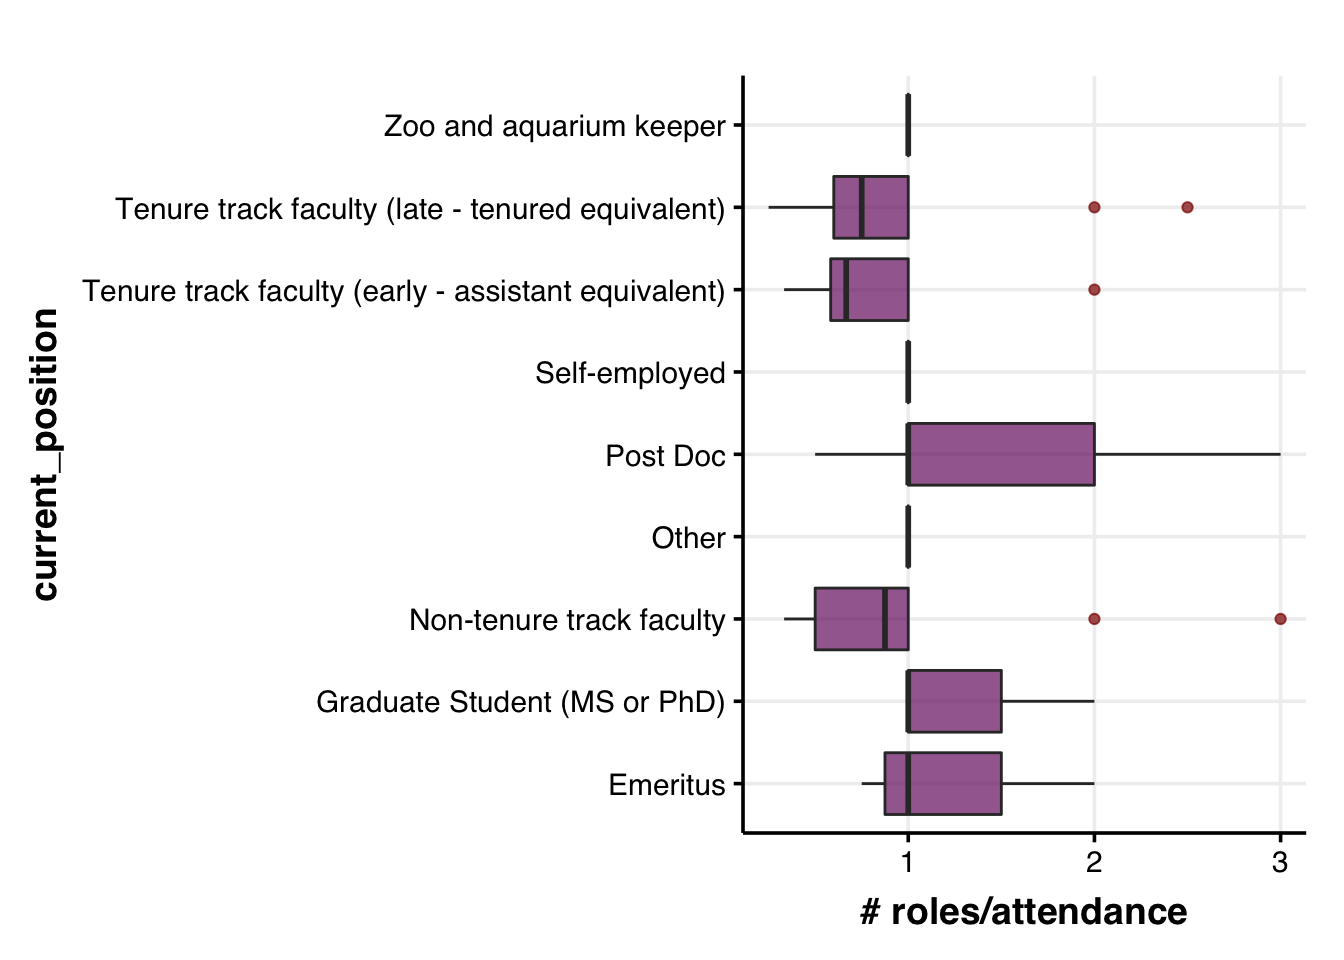 Zoo and aquarium keeper
Tenure track faculty (late - tenured equivalent)
Tenure track faculty (early - assistant equivalent)
Self-employed
Post Doc
Other
Non-tenure track faculty
Graduate Student (MS or PhD)
Emeritus
current_position
1 2 3
# roles/attendance